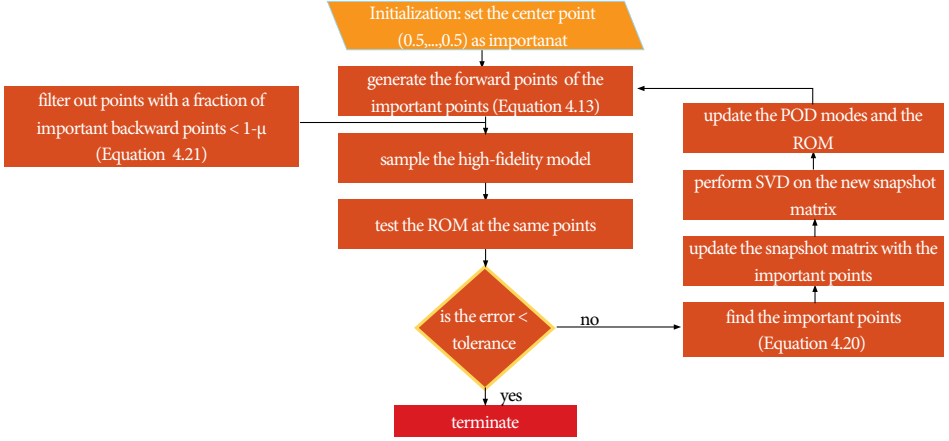 Initialization: set the center point
(0.5,...,0.5) as importanat
generate the forward points of the
important points (Equation 4.13)
filter out points with a fraction of
important backward points < 1-μ
(Equation 4.21)
sample the high-fidelity model
test the ROM at the same points
is the error <
tolerance
no
yes
terminate
find the important points
(Equation 4.20)
update the snapshot matrix with the
important points
perform SVD on the new snapshot
matrix
update the POD modes and the
ROM